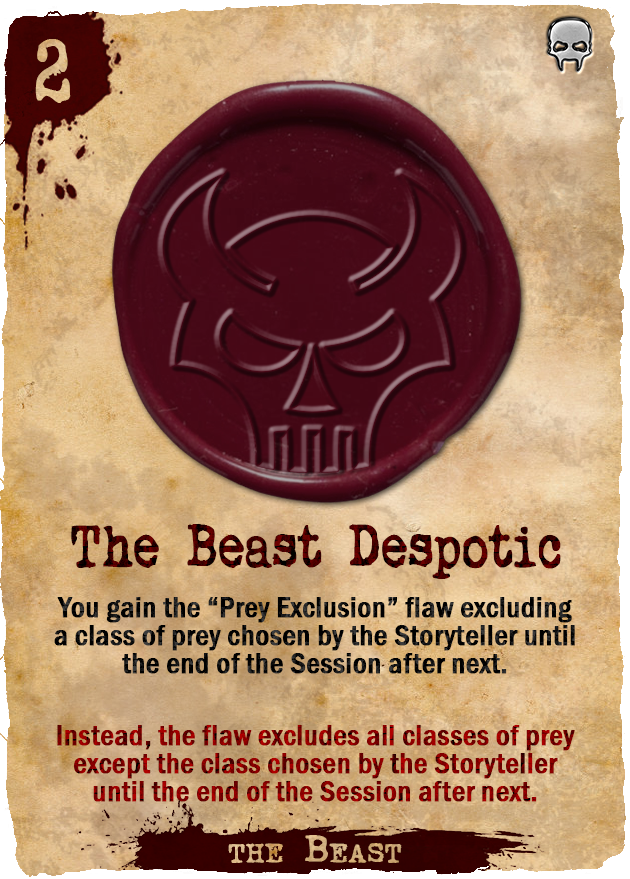 2
The Beast Despotic
You gain the “Prey Exclusion” flaw excluding
a class of prey chosen by the Storyteller until
the end of the Session after next.
Instead, the flaw excludes all classes of prey
except the class chosen by the Storyteller
until the end of the Session after next.
THE BEAST